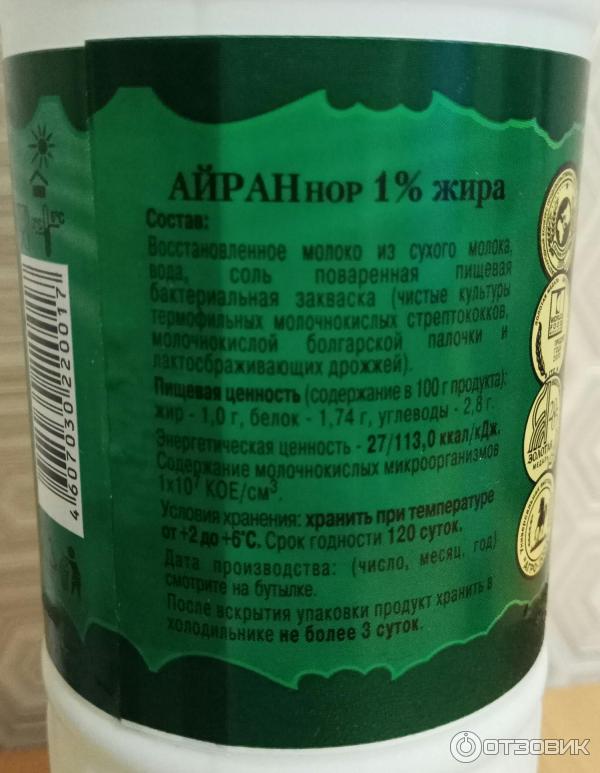 АЙРАН НОР 1% жира
Состав:
Восстановленное молоко из сухого молока,
вода, соль поваренная пищевая
бактериальная закваска (чистые культуры
термофильных молочнокислых стрептококков,
молочнокислой болгарской палочки и
лактосбраживающих дрожжей).
Пищевая ценность (содержание в 100 г продукта):
жир - 1,0 г, белок - 1,74 г, углеводы - 2,8 г.
Энергетическая ценность - 27/113,0 ккал/кДж.
Содержание молочнокислых микроорганизмов
1х10⁷ КОЕ/см³.
Условия хранения: хранить при температуре
от +2 до +6°С. Срок годности 120 суток.
Дата производства: (число, месяц, год)
смотрите на бутылке.
После вскрытия упаковки продукт хранить в
холодильнике не более 3 суток.
4 607030 220017
ЗОЛОТАЯ
ОТЗОВИК